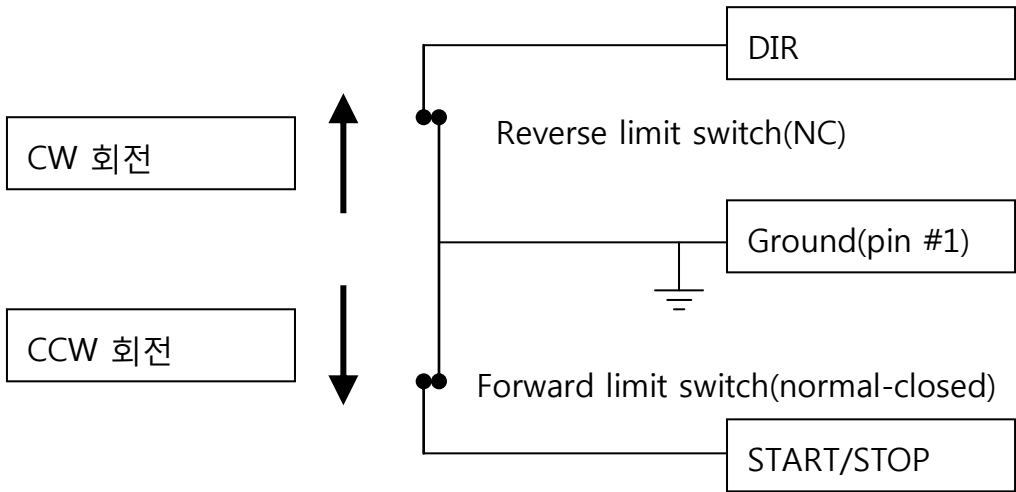 DIR
Reverse limit switch(NC)
CW 회전
Ground(pin #1)
CCW 회전
Forward limit switch(normal-closed)
START/STOP